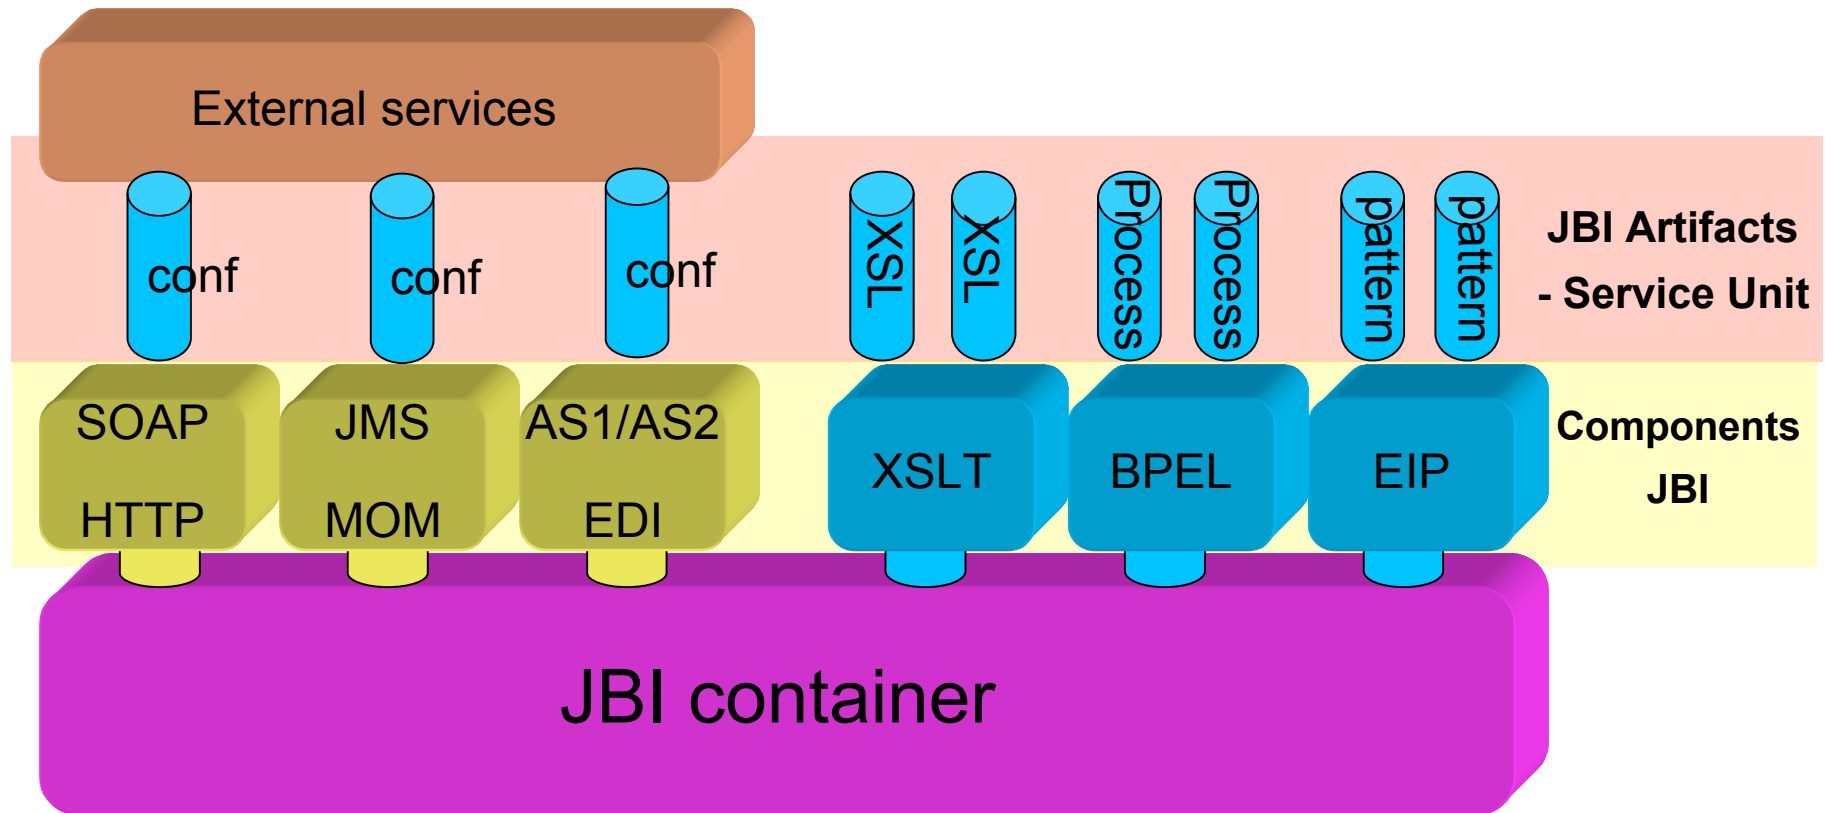 External services
conf
conf
conf
XSL
XSL
Process
Process
pattern
pattern
JBI Artifacts
- Service Unit
SOAP
HTTP
JMS
MOM
AS1/AS2
EDI
XSLT
BPEL
EIP
Components
JBI
JBI container